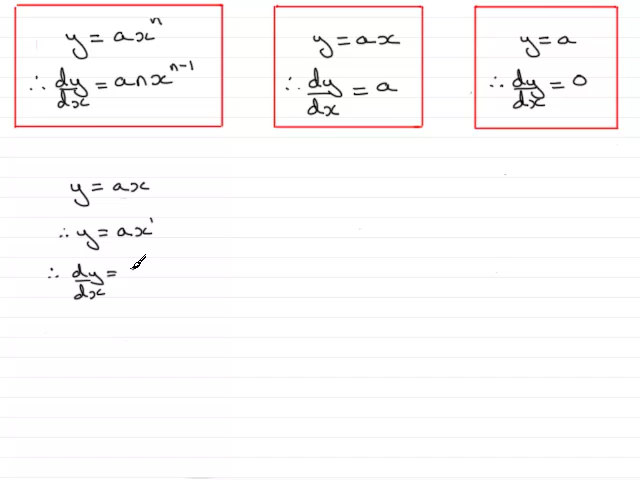 y = axⁿ
∴ dy/dx = anxⁿ⁻¹
y = ax
∴ dy/dx = a
y = a
∴ dy/dx = 0
y = ax
∴ y = ax¹
∴ dy/dx =